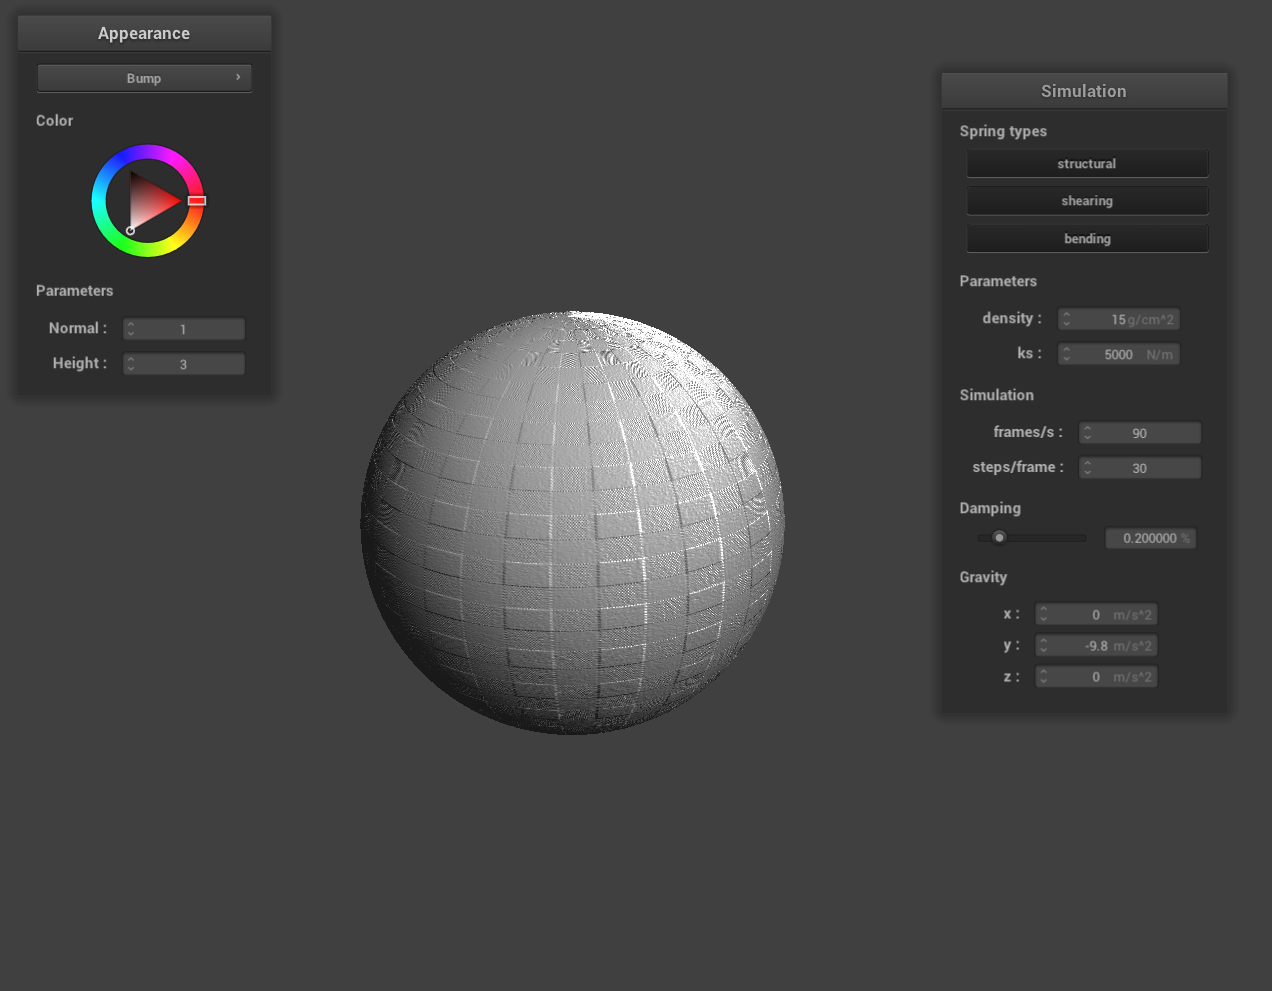 Appearance
Bump
Color
Parameters
Normal : 1
Height : 3
Simulation
Spring types
structural
shearing
bending
Parameters
density : 15 g/cm^2
ks : 5000 N/m
Simulation
frames/s : 90
steps/frame : 30
Damping
0.200000 %
Gravity
x : 0 m/s^2
y : -9.8 m/s^2
z : 0 m/s^2